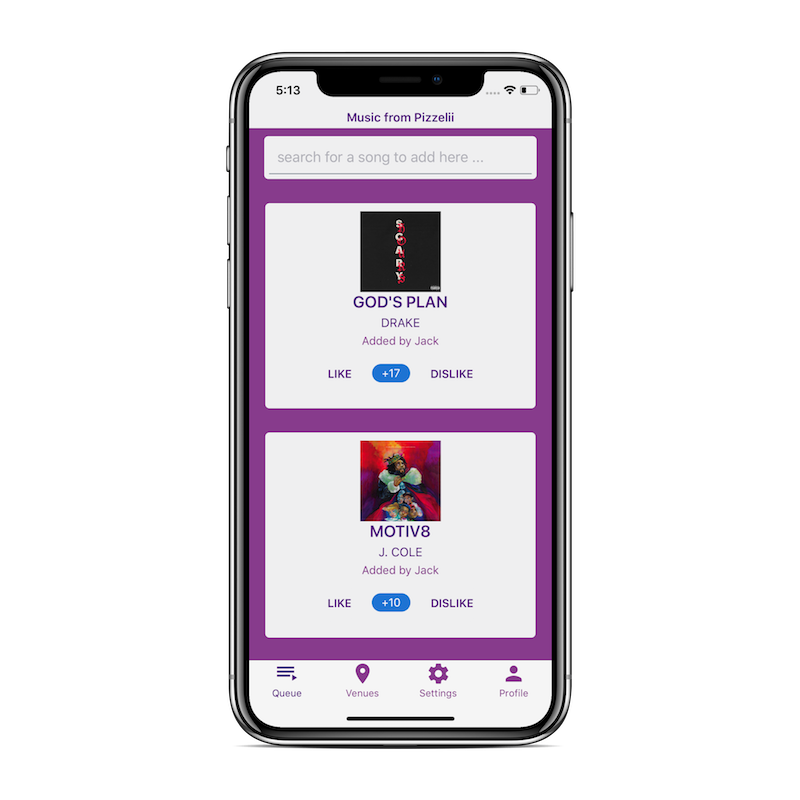 5:13
Music from Pizzelii
search for a song to add here ...
SCARY
GOD'S PLAN
DRAKE
Added by Jack
LIKE +17 DISLIKE
MOTIV8
J. COLE
Added by Jack
LIKE +10 DISLIKE
Queue Venues Settings Profile